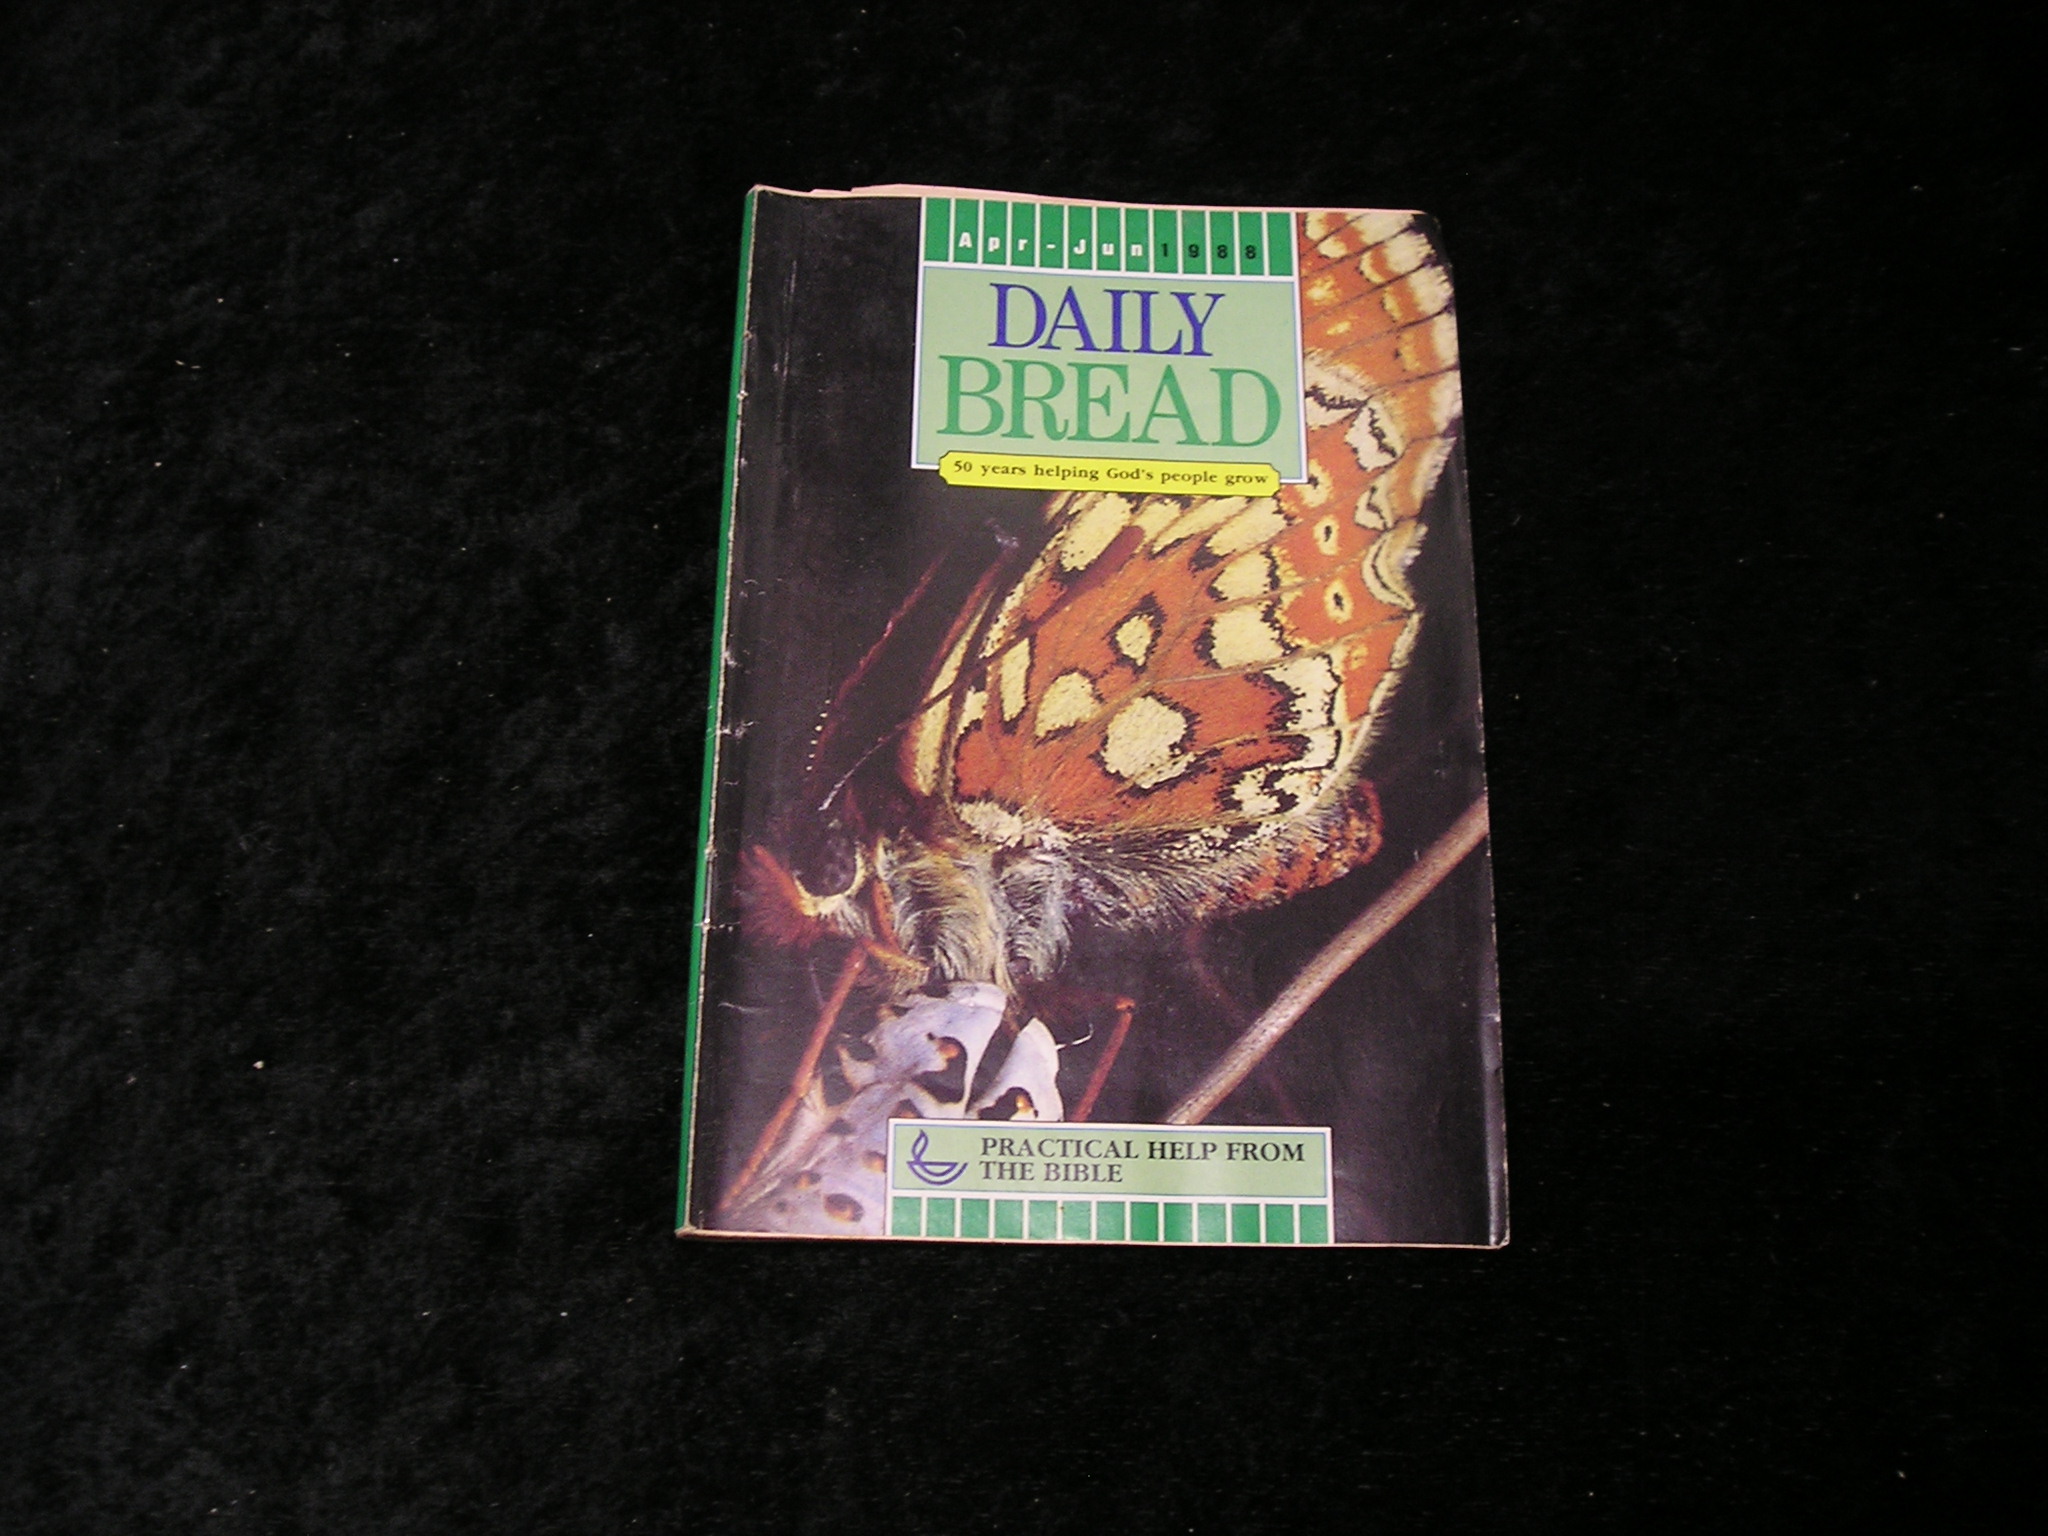 Apr-Jun 1988
DAILY
BREAD
50 years helping God's people grow
PRACTICAL HELP FROM
THE BIBLE